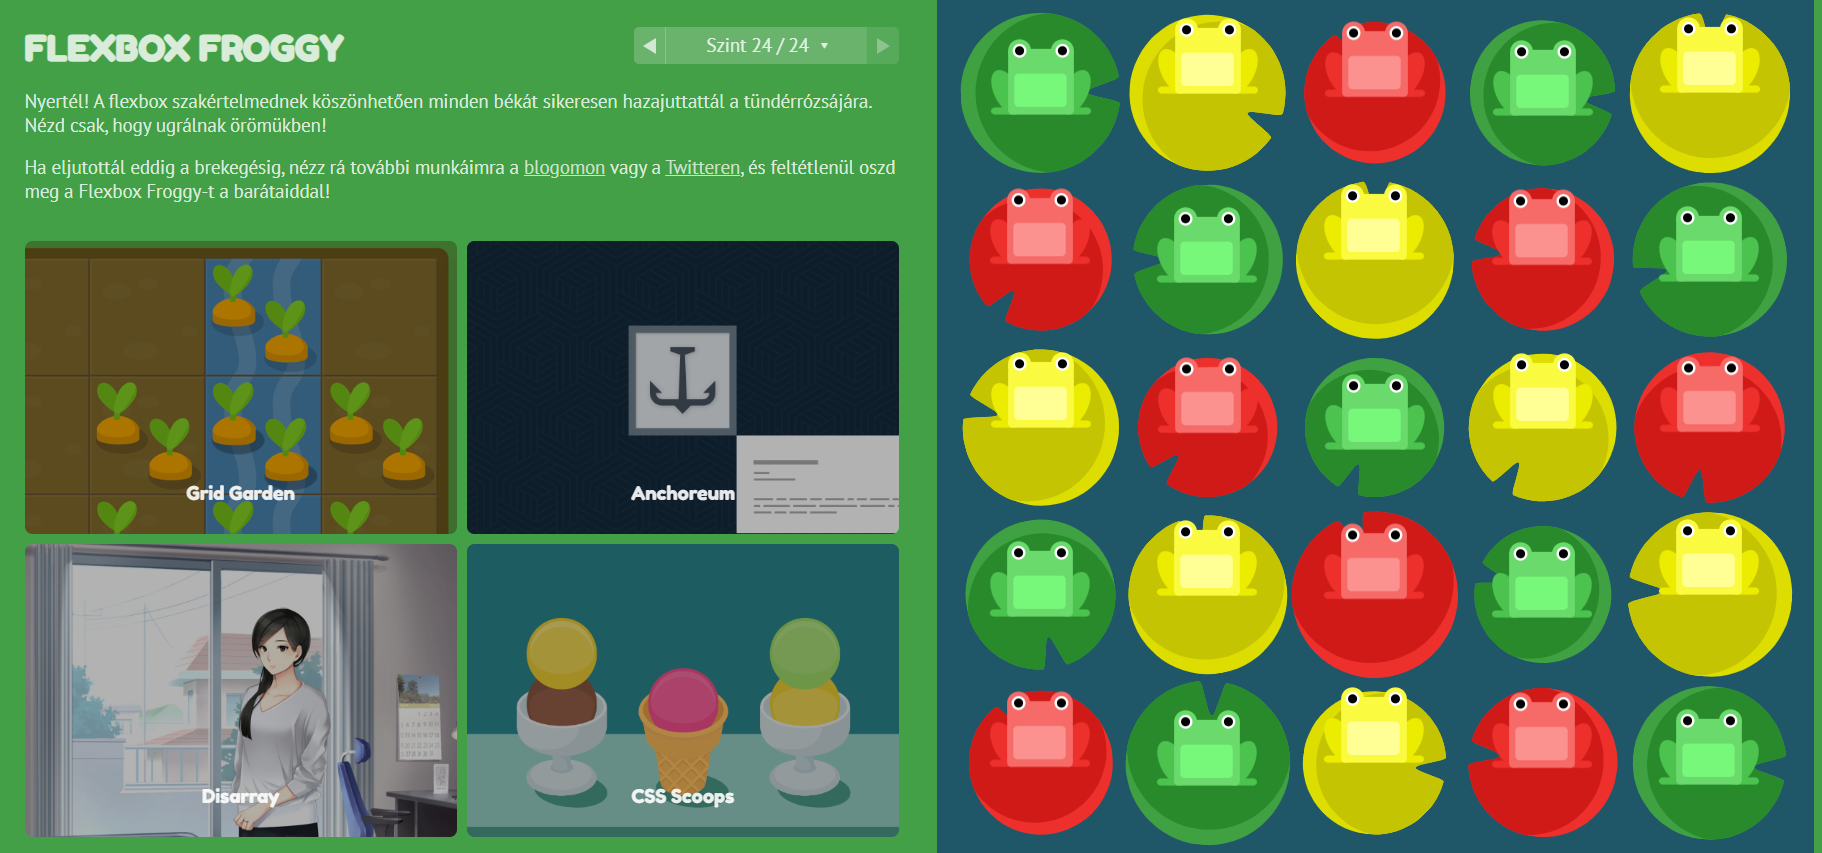 FLEXBOX FROGGY
Szint 24 / 24
Nyertél! A flexbox szakértelmednek köszönhetően minden békát sikeresen hazajuttattál a tündérrózsájára.
Nézd csak, hogy ugrálnak örömükben!
Ha eljutottál eddig a brekegésig, nézz rá további munkáimra a blogomon vagy a Twitteren, és feltétlenül oszd
meg a Flexbox Froggy-t a barátaiddal!
Grid Garden
Anchoreum
Disarray
CSS Scoops